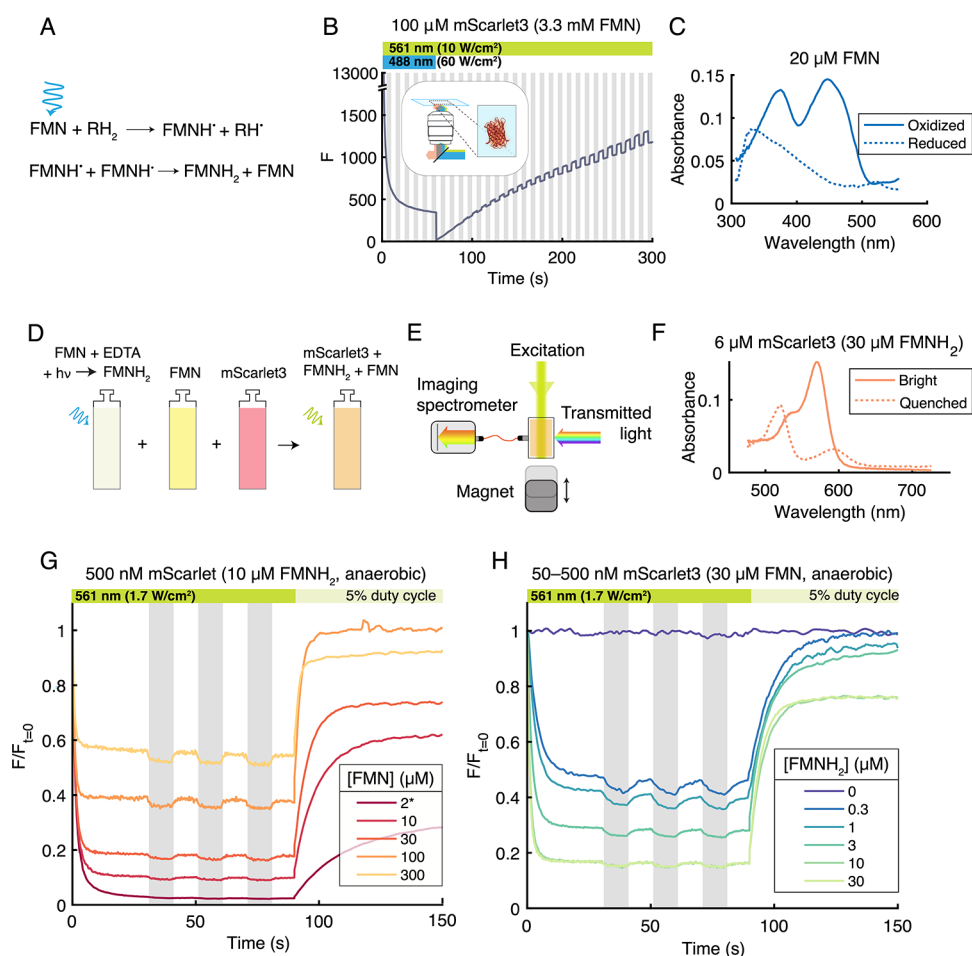 A
FMN + RH₂ → FMNH• + RH•
FMNH• + FMNH• → FMNH₂ + FMN
B
100 µM mScarlet3 (3.3 mM FMN)
561 nm (10 W/cm²)
488 nm (60 W/cm²)
13000
1000
500
0
F
0 100 200 300
Time (s)
C
20 µM FMN
0.15
0.10
0.05
0
Absorbance
Oxidized
Reduced
300 400 500 600
Wavelength (nm)
D
FMN + EDTA
+ hν → FMNH₂
FMN
mScarlet3
mScarlet3 +
FMNH₂ + FMN
+
+
→
E
Excitation
Imaging
spectrometer
Transmitted
light
Magnet
F
6 µM mScarlet3 (30 µM FMNH₂)
0.1
0
Absorbance
Bright
Quenched
500 600 700
Wavelength (nm)
G
500 nM mScarlet (10 µM FMNH₂, anaerobic)
561 nm (1.7 W/cm²) 5% duty cycle
1
0.8
0.6
0.4
0.2
0
F/Fₜ₌₀
[FMN] (µM)
2*
10
30
100
300
0 50 100 150
Time (s)
H
50–500 nM mScarlet3 (30 µM FMN, anaerobic)
561 nm (1.7 W/cm²) 5% duty cycle
1
0.8
0.6
0.4
0.2
0
F/Fₜ₌₀
[FMNH₂] (µM)
0
0.3
1
3
10
30
0 50 100 150
Time (s)